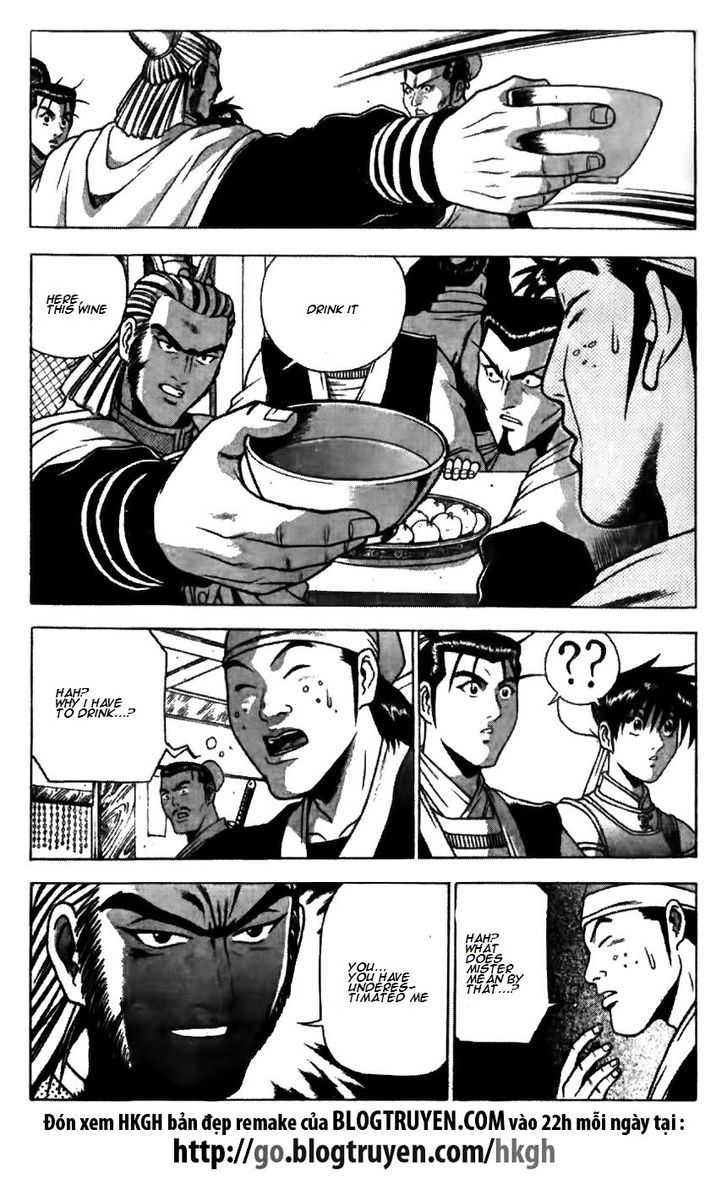 HERE,
THIS WINE
DRINK IT
HAH?
WHY I HAVE
TO DRINK...?
??
YOU...
YOU HAVE
UNDERES-
TIMATED ME
HAH?
WHAT
DOES
MISTER
MEAN BY
THAT...?
Đón xem HKGH bản đẹp remake của BLOGTRUYEN.COM vào 22h mỗi ngày tại :
http://go.blogtruyen.com/hkgh